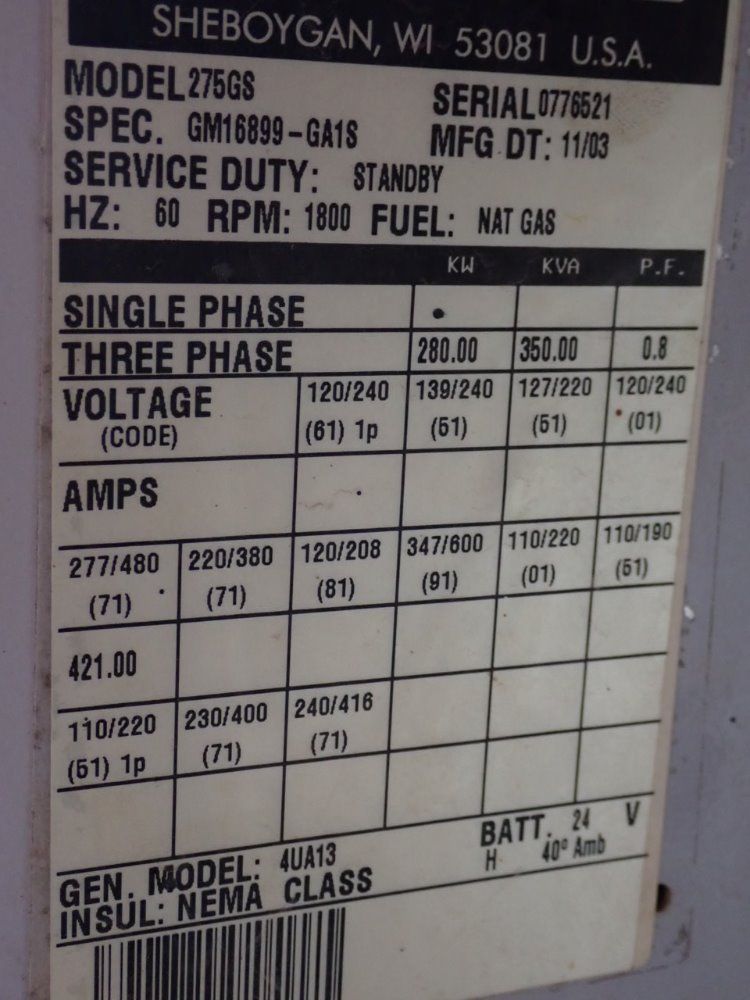 SHEBOYGAN, WI 53081 U.S.A.
MODEL 275GS SERIAL 0776521
SPEC. GM16899-GA1S MFG DT: 11/03
SERVICE DUTY: STANDBY
HZ: 60 RPM: 1800 FUEL: NAT GAS
KW KVA P.F.
SINGLE PHASE
THREE PHASE 280.00 350.00 0.8
VOLTAGE 120/240 139/240 127/220 120/240
(CODE) (61) 1p (51) (51) (01)
AMPS
277/480 220/380 120/208 347/600 110/220 110/190
(71) (71) (81) (91) (01) (51)
421.00
110/220 230/400 240/416
(51) 1p (71) (71)
GEN. MODEL: 4UA13 BATT. 24 V
INSUL: NEMA CLASS H 40° Amb